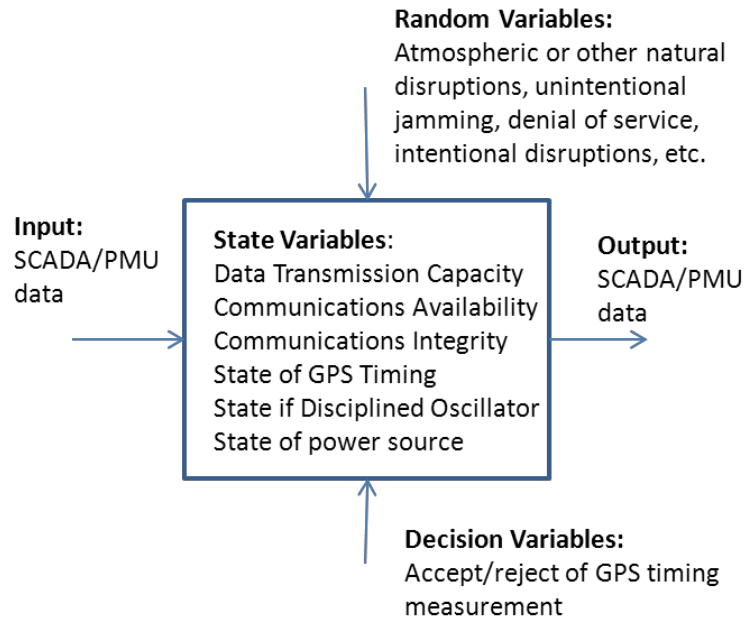 Random Variables:
Atmospheric or other natural
disruptions, unintentional
jamming, denial of service,
intentional disruptions, etc.
Input:
SCADA/PMU
data
State Variables:
Data Transmission Capacity
Communications Availability
Communications Integrity
State of GPS Timing
State if Disciplined Oscillator
State of power source
Output:
SCADA/PMU
data
Decision Variables:
Accept/reject of GPS timing
measurement